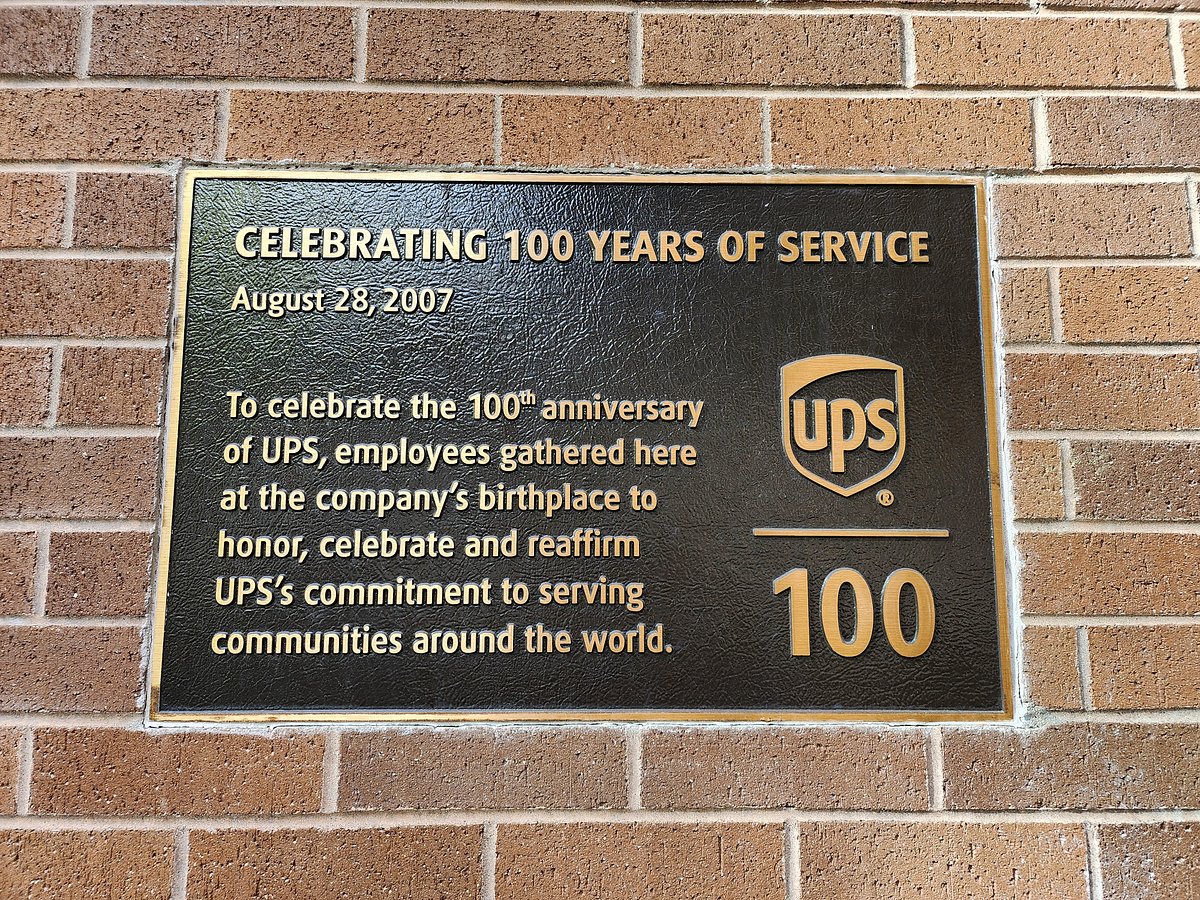 CELEBRATING 100 YEARS OF SERVICE
August 28, 2007
To celebrate the 100th anniversary
of UPS, employees gathered here
at the company's birthplace to
honor, celebrate and reaffirm
UPS's commitment to serving
communities around the world.
ups
®
100